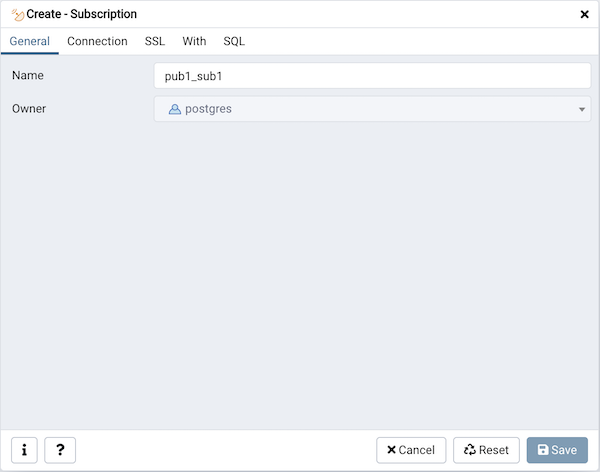 Create - Subscription
General Connection SSL With SQL
Name pub1_sub1
Owner postgres
i ? Cancel Reset Save